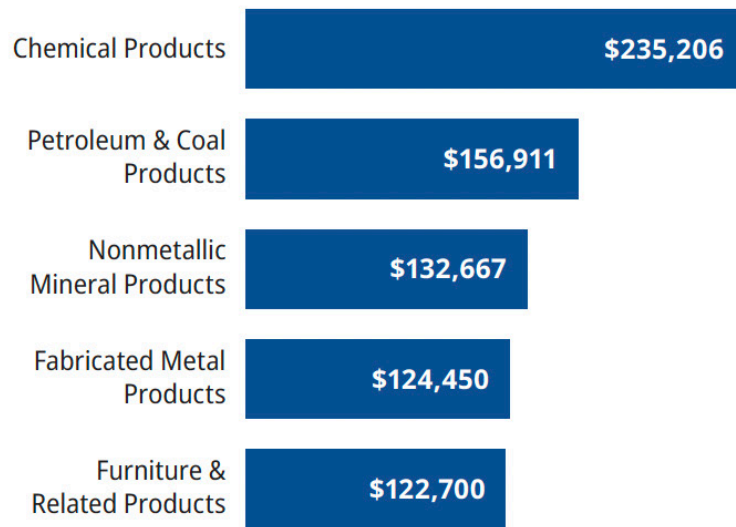 Chemical Products
$235,206
Petroleum & Coal
Products
$156,911
Nonmetallic
Mineral Products
$132,667
Fabricated Metal
Products
$124,450
Furniture &
Related Products
$122,700